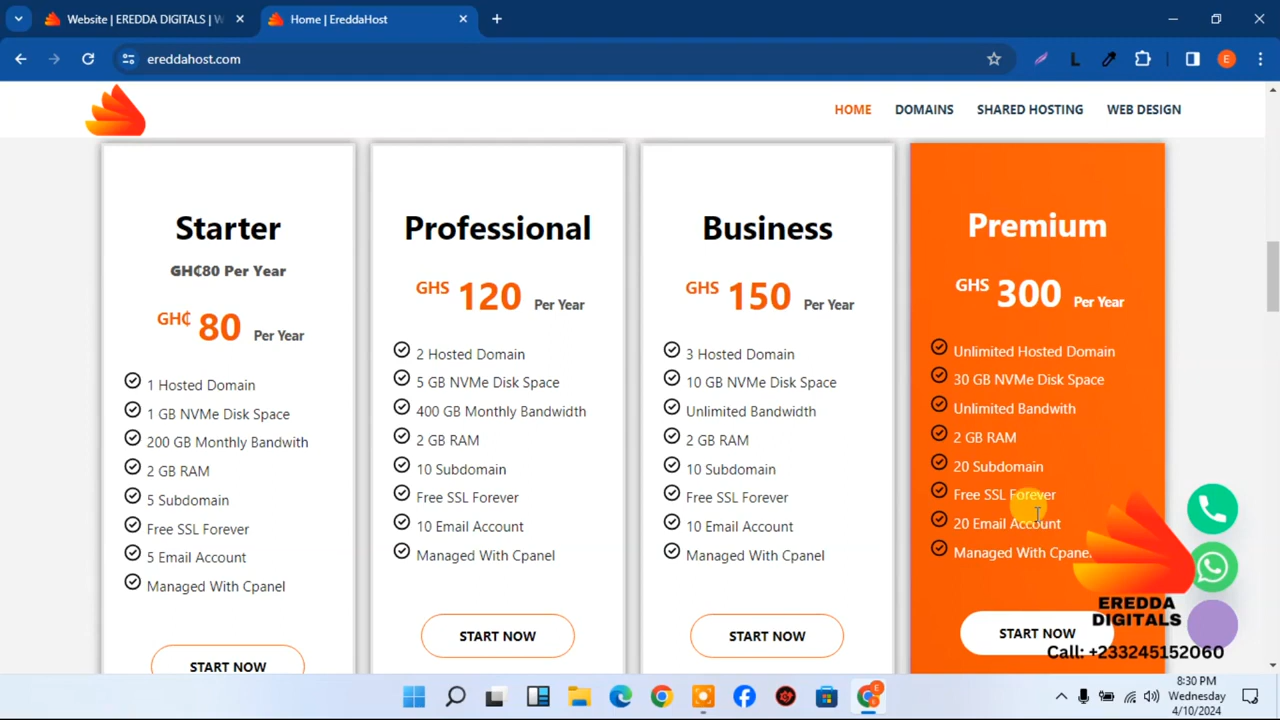 Website | EREDDA DIGITALS | W
Home | EreddaHost
ereddahost.com
L
E
HOME
DOMAINS
SHARED HOSTING
WEB DESIGN
Starter
GH₵80 Per Year
GH₵ 80 Per Year
1 Hosted Domain
1 GB NVMe Disk Space
200 GB Monthly Bandwith
2 GB RAM
5 Subdomain
Free SSL Forever
5 Email Account
Managed With Cpanel
START NOW
Professional
GHS 120 Per Year
2 Hosted Domain
5 GB NVMe Disk Space
400 GB Monthly Bandwidth
2 GB RAM
10 Subdomain
Free SSL Forever
10 Email Account
Managed With Cpanel
START NOW
Business
GHS 150 Per Year
3 Hosted Domain
10 GB NVMe Disk Space
Unlimited Bandwidth
2 GB RAM
10 Subdomain
Free SSL Forever
10 Email Account
Managed With Cpanel
START NOW
Premium
GHS 300 Per Year
Unlimited Hosted Domain
30 GB NVMe Disk Space
Unlimited Bandwith
2 GB RAM
20 Subdomain
Free SSL Forever
20 Email Account
Managed With Cpanel
START NOW
EREDDA
DIGITALS
Call: +233245152060
E
8:30 PM
Wednesday
4/10/2024